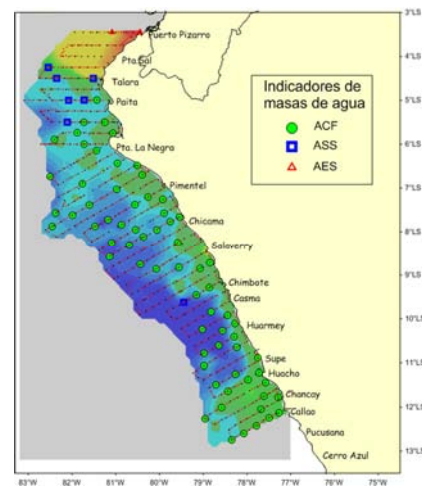 3°LS
Puerto Pizarro
Pta.Sal
4°LS
Talara
Indicadores de
masas de agua
ACF
ASS
AES
5°LS
Paita
6°LS
Pta. La Negra
Pimentel
7°LS
Chicama
8°LS
Salaverry
9°LS
Chimbote
Casma
10°LS
Huarmey
Supe
11°LS
Huacho
Chancay
12°LS
Callao
Pucusana
13°LS
Cerro Azul
83°W 82°W 81°W 80°W 79°W 78°W 77°W 76°W 75°W